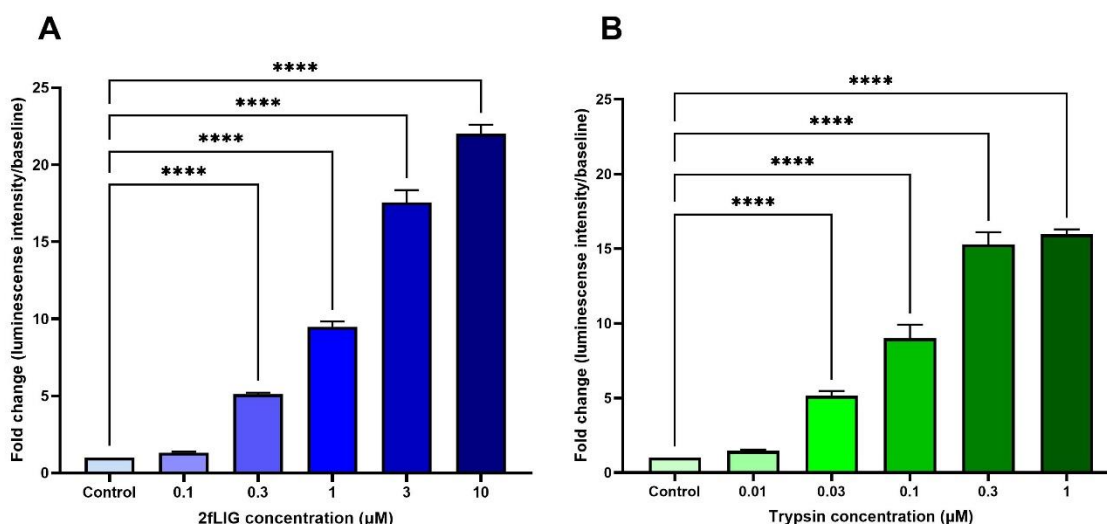 A
Fold change (luminescense intensity/baseline)
25
20
15
10
5
0
****
****
****
****
Control 0.1 0.3 1 3 10
2fLIG concentration (µM)
B
Fold change (luminescense intensity/baseline)
25
20
15
10
5
0
****
****
****
****
Control 0.01 0.03 0.1 0.3 1
Trypsin concentration (µM)